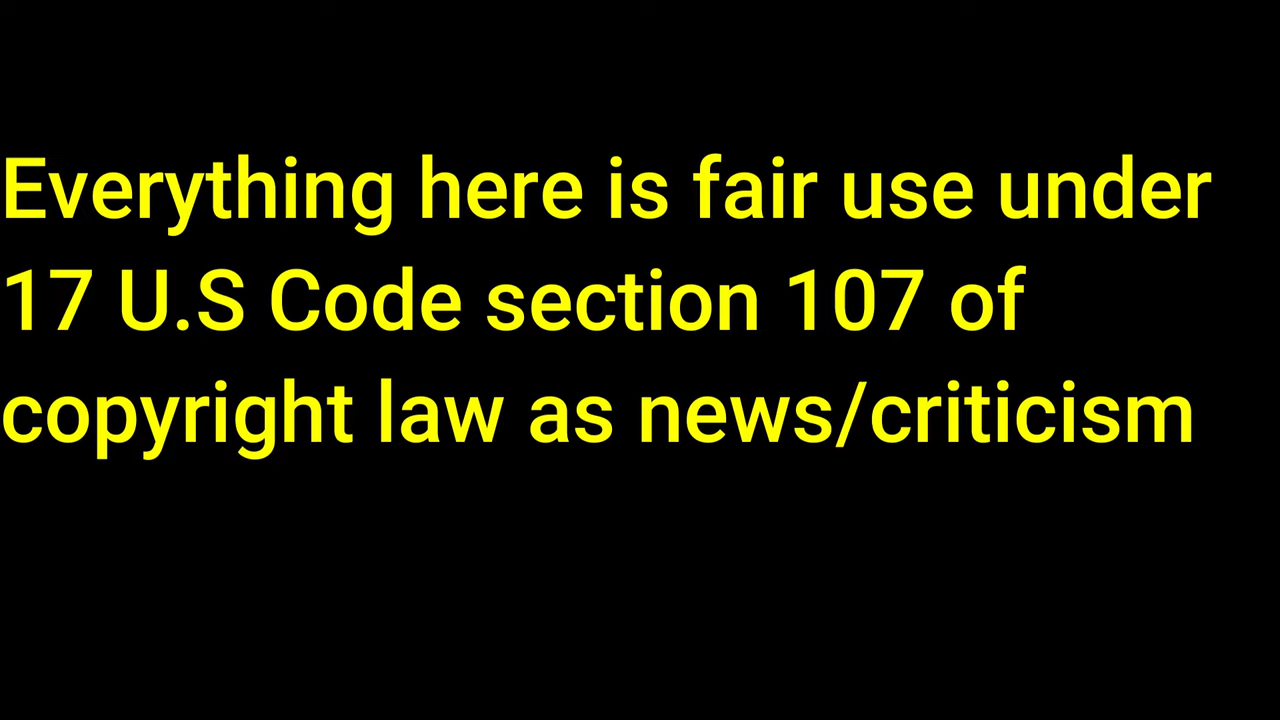 Everything here is fair use under
17 U.S Code section 107 of
copyright law as news/criticism